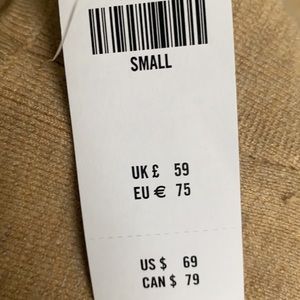 SMALL
UK £ 59
EU € 75
US $ 69
CAN $ 79